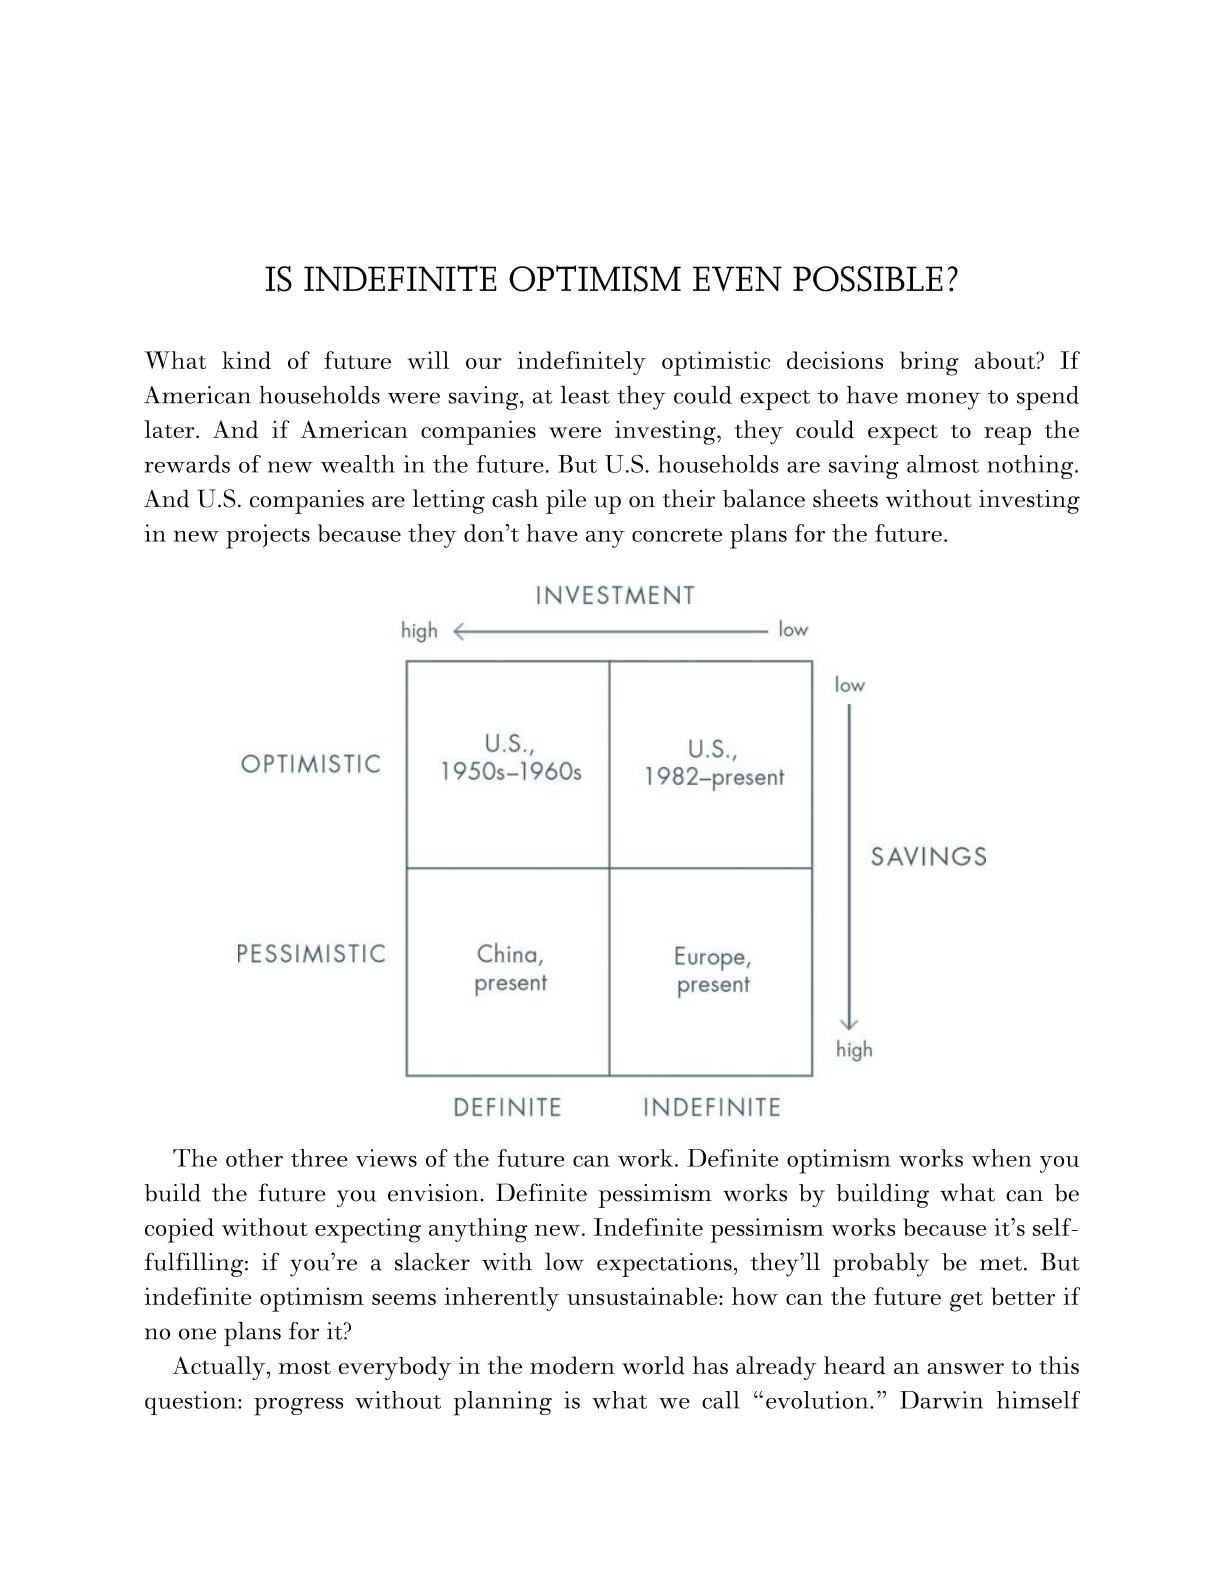 IS INDEFINITE OPTIMISM EVEN POSSIBLE?
What kind of future will our indefinitely optimistic decisions bring about? If
American households were saving, at least they could expect to have money to spend
later. And if American companies were investing, they could expect to reap the
rewards of new wealth in the future. But U.S. households are saving almost nothing.
And U.S. companies are letting cash pile up on their balance sheets without investing
in new projects because they don’t have any concrete plans for the future.
INVESTMENT
high low
low
OPTIMISTIC
U.S.,
1950s–1960s
U.S.,
1982–present
SAVINGS
PESSIMISTIC
China,
present
Europe,
present
high
DEFINITE INDEFINITE
The other three views of the future can work. Definite optimism works when you
build the future you envision. Definite pessimism works by building what can be
copied without expecting anything new. Indefinite pessimism works because it’s self-
fulfilling: if you’re a slacker with low expectations, they’ll probably be met. But
indefinite optimism seems inherently unsustainable: how can the future get better if
no one plans for it?
Actually, most everybody in the modern world has already heard an answer to this
question: progress without planning is what we call “evolution.” Darwin himself